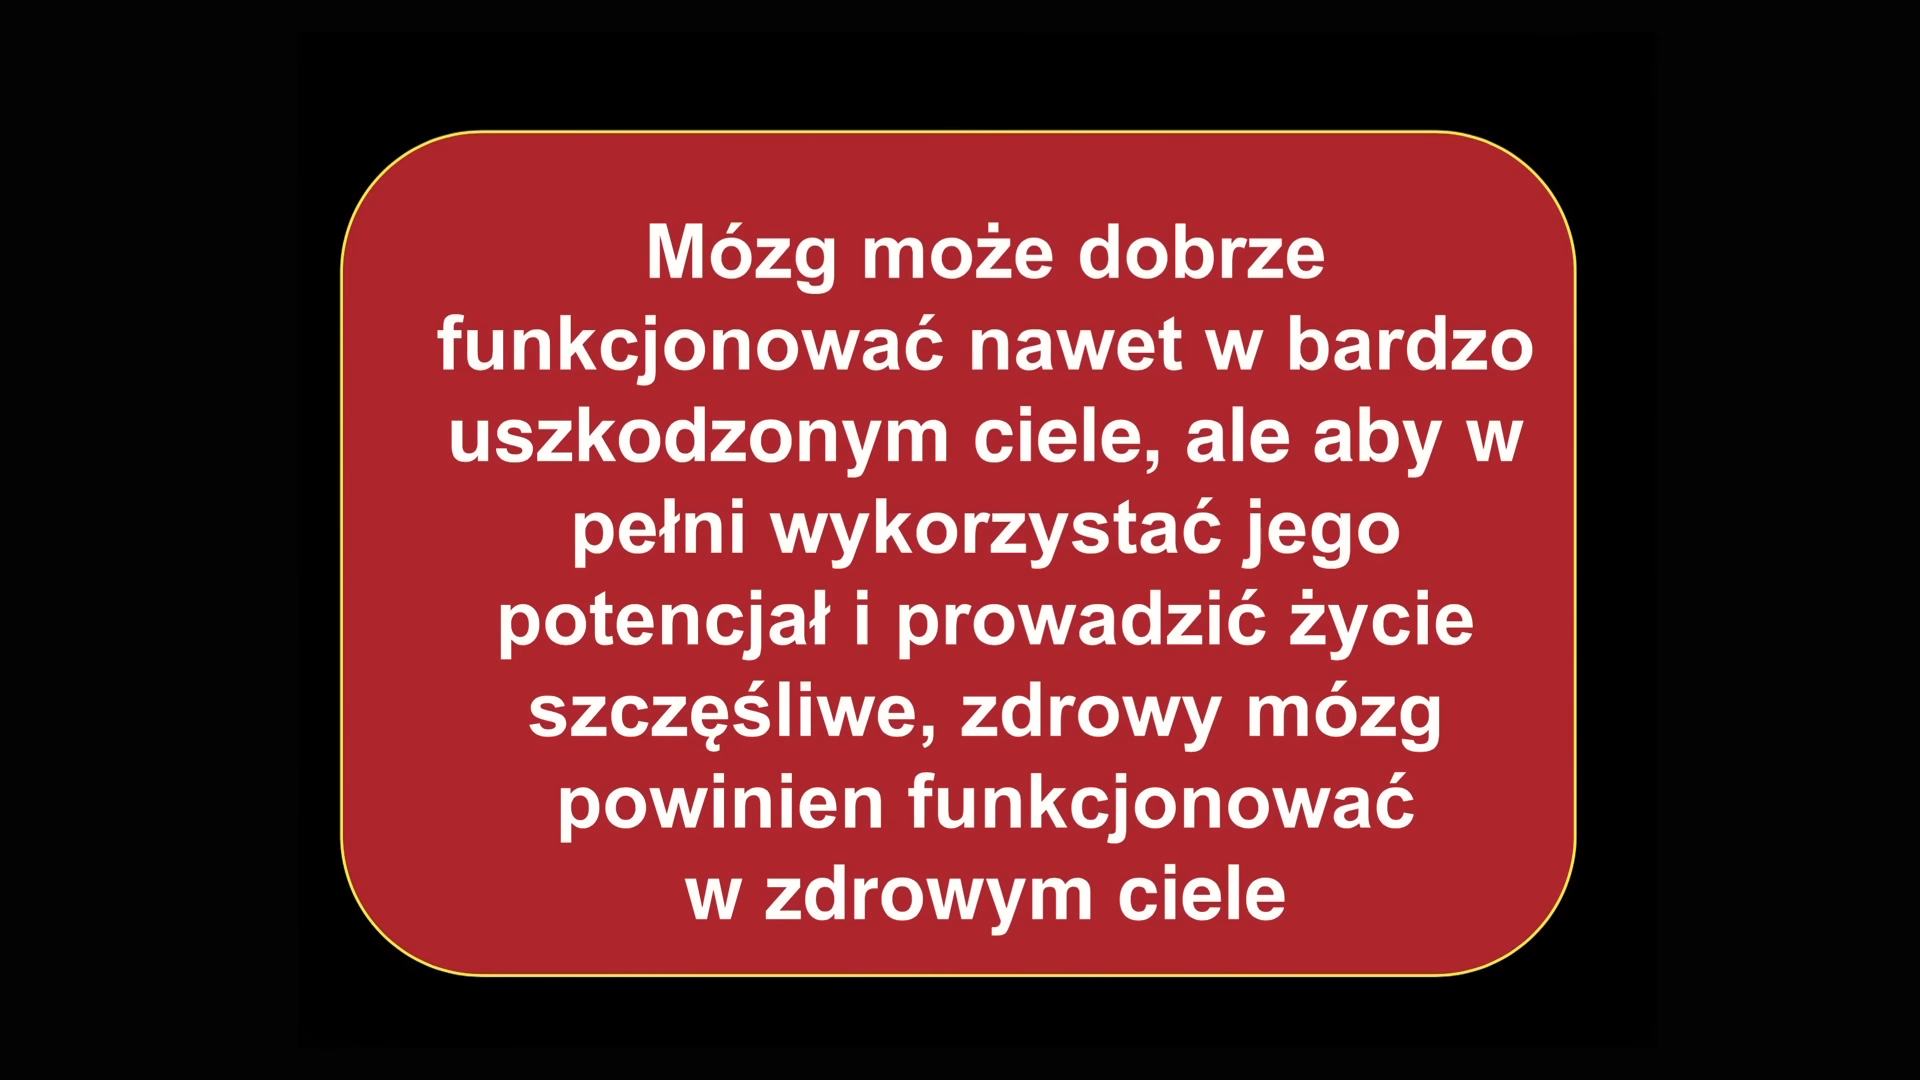 Mózg może dobrze
funkcjonować nawet w bardzo
uszkodzonym ciele, ale aby w
pełni wykorzystać jego
potencjał i prowadzić życie
szczęśliwe, zdrowy mózg
powinien funkcjonować
w zdrowym ciele